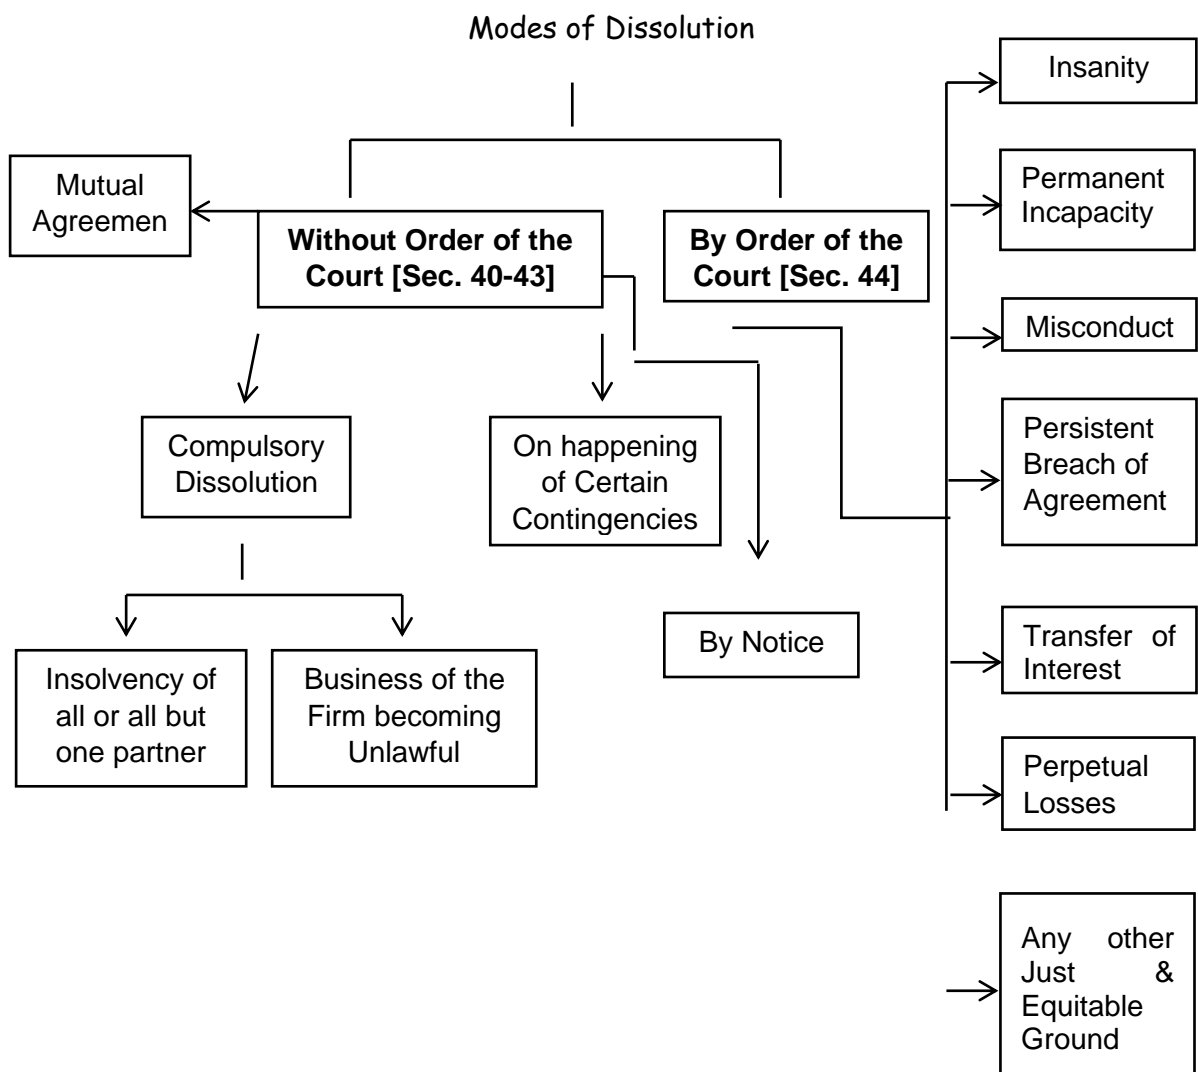 Modes of Dissolution
Mutual
Agreemen
Without Order of the
Court [Sec. 40-43]
By Order of the
Court [Sec. 44]
Compulsory
Dissolution
On happening
of Certain
Contingencies
By Notice
Insolvency of
all or all but
one partner
Business of the
Firm becoming
Unlawful
Insanity
Permanent
Incapacity
Misconduct
Persistent
Breach of
Agreement
Transfer of
Interest
Perpetual
Losses
Any other
Just &
Equitable
Ground